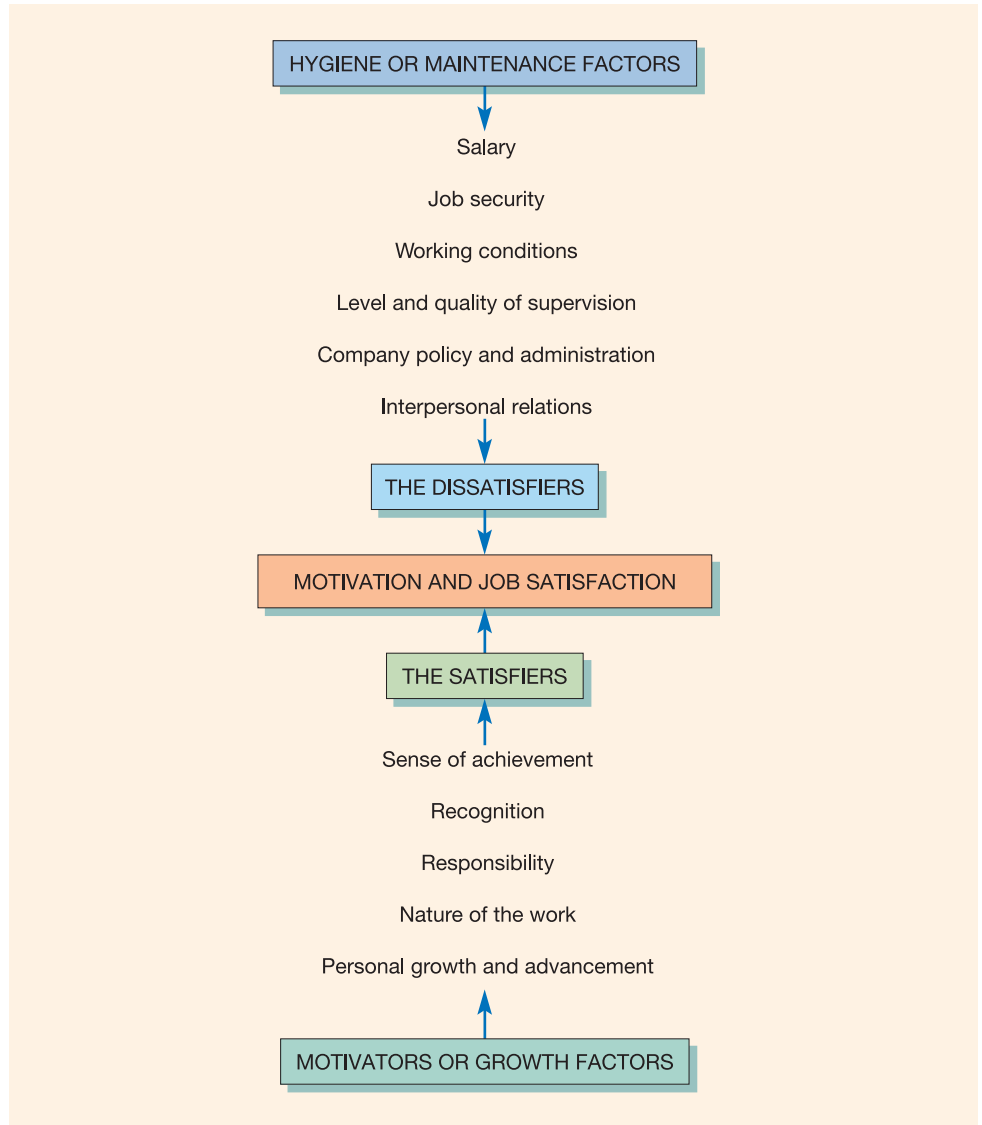 HYGIENE OR MAINTENANCE FACTORS
Salary
Job security
Working conditions
Level and quality of supervision
Company policy and administration
Interpersonal relations
THE DISSATISFIERS
MOTIVATION AND JOB SATISFACTION
THE SATISFIERS
Sense of achievement
Recognition
Responsibility
Nature of the work
Personal growth and advancement
MOTIVATORS OR GROWTH FACTORS